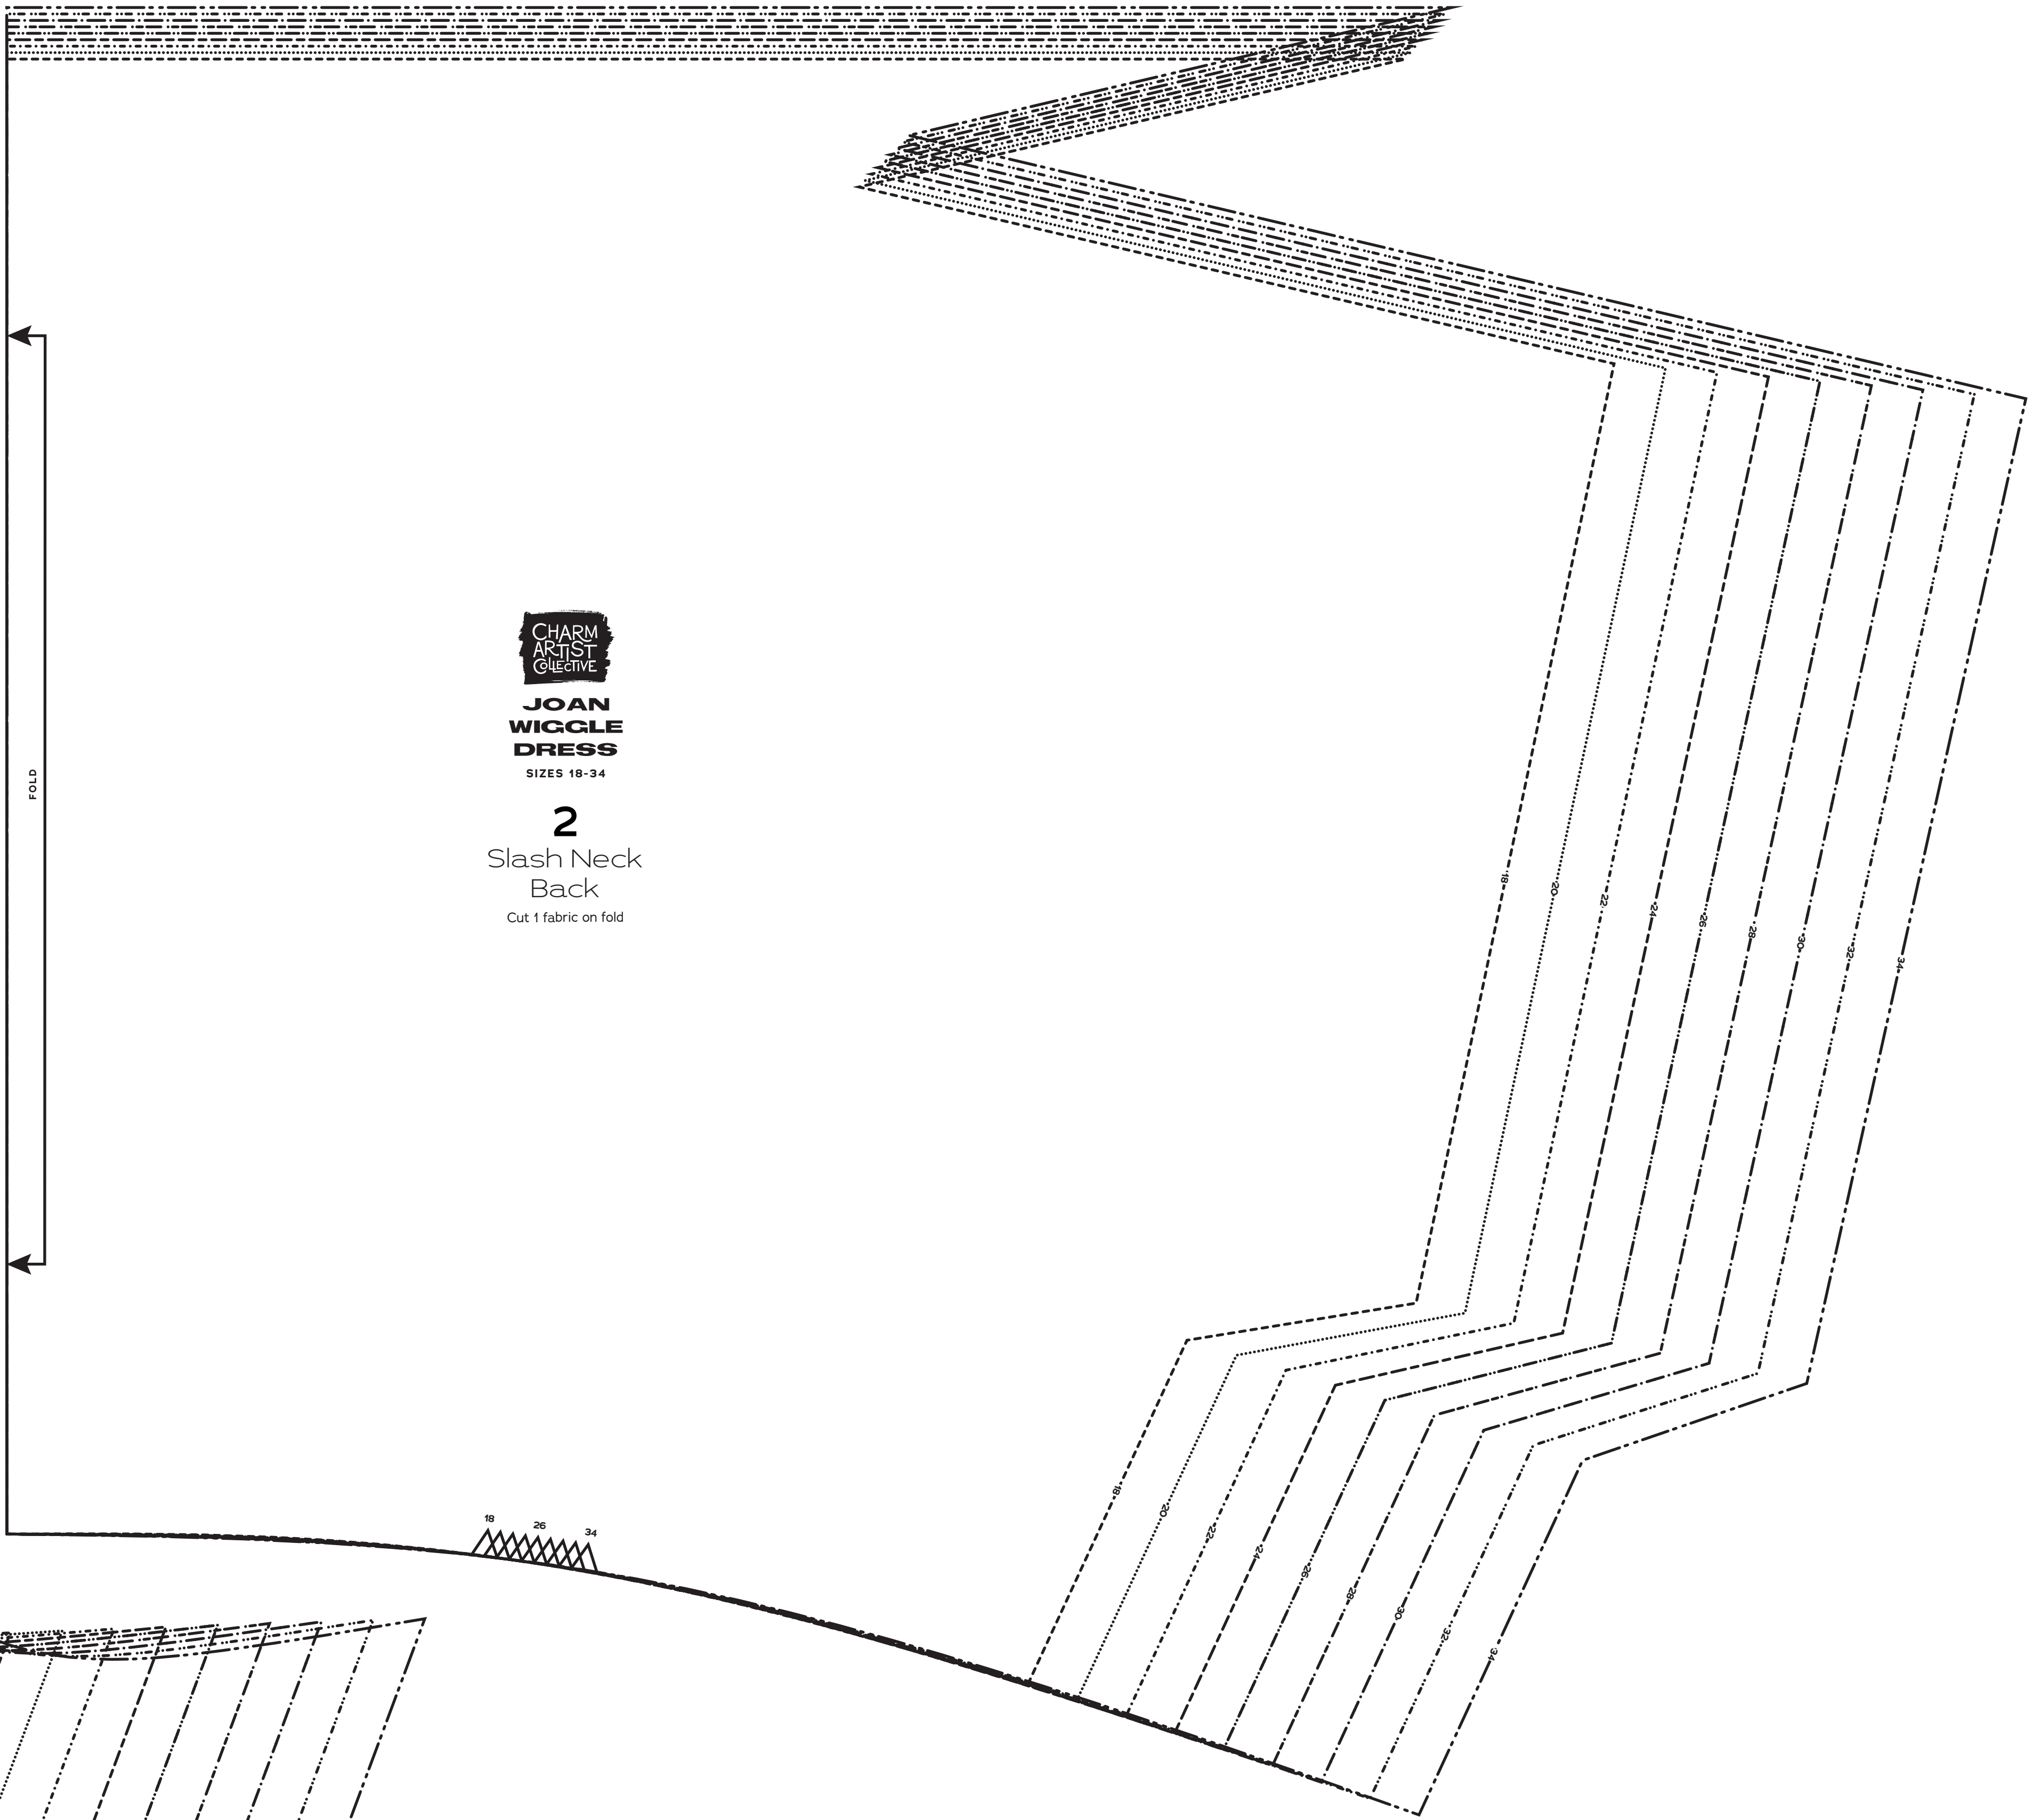 FOLD
CHARM
ARTIST
COLLECTIVE
JOAN
WIGGLE
DRESS
SIZES 18-34
2
Slash Neck
Back
Cut 1 fabric on fold
18
20
22
24
26
28
30
32
34
18
20
22
24
26
28
30
32
34
18
26
34